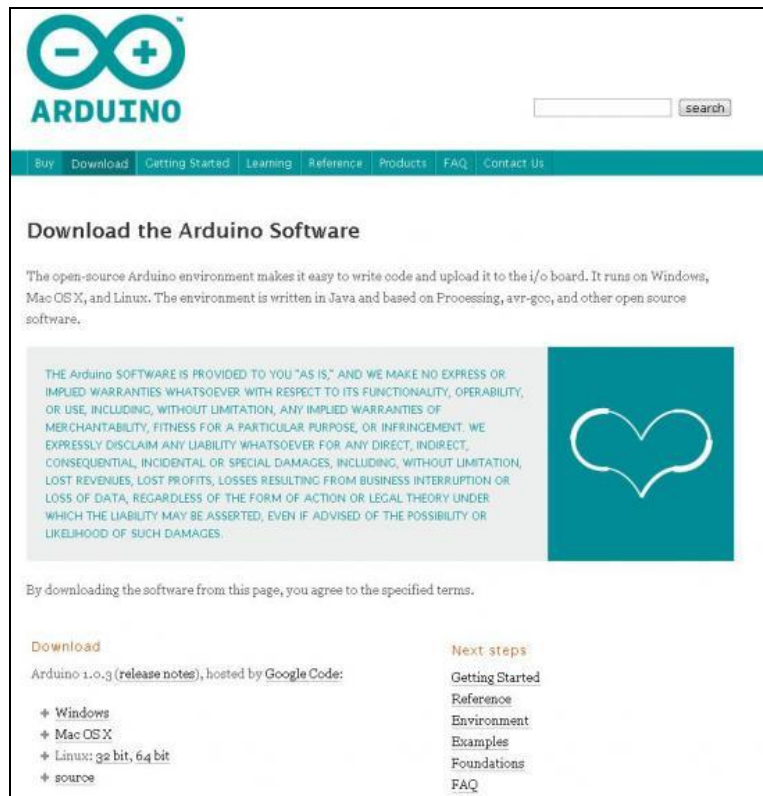 ARDUINO
search
Buy Download Getting Started Learning Reference Products FAQ Contact Us
Download the Arduino Software
The open-source Arduino environment makes it easy to write code and upload it to the i/o board. It runs on Windows,
Mac OS X, and Linux. The environment is written in Java and based on Processing, avr-gcc, and other open source
software.
THE Arduino SOFTWARE IS PROVIDED TO YOU "AS IS," AND WE MAKE NO EXPRESS OR
IMPLIED WARRANTIES WHATSOEVER WITH RESPECT TO ITS FUNCTIONALITY, OPERABILITY,
OR USE, INCLUDING, WITHOUT LIMITATION, ANY IMPLIED WARRANTIES OF
MERCHANTABILITY, FITNESS FOR A PARTICULAR PURPOSE, OR INFRINGEMENT. WE
EXPRESSLY DISCLAIM ANY LIABILITY WHATSOEVER FOR ANY DIRECT, INDIRECT,
CONSEQUENTIAL, INCIDENTAL OR SPECIAL DAMAGES, INCLUDING, WITHOUT LIMITATION,
LOST REVENUES, LOST PROFITS, LOSSES RESULTING FROM BUSINESS INTERRUPTION OR
LOSS OF DATA, REGARDLESS OF THE FORM OF ACTION OR LEGAL THEORY UNDER
WHICH THE LIABILITY MAY BE ASSERTED, EVEN IF ADVISED OF THE POSSIBILITY OR
LIKELIHOOD OF SUCH DAMAGES.
By downloading the software from this page, you agree to the specified terms.
Download
Arduino 1.0.3 (release notes), hosted by Google Code:
+ Windows
+ Mac OS X
+ Linux: 32 bit, 64 bit
+ source
Next steps
Getting Started
Reference
Environment
Examples
Foundations
FAQ